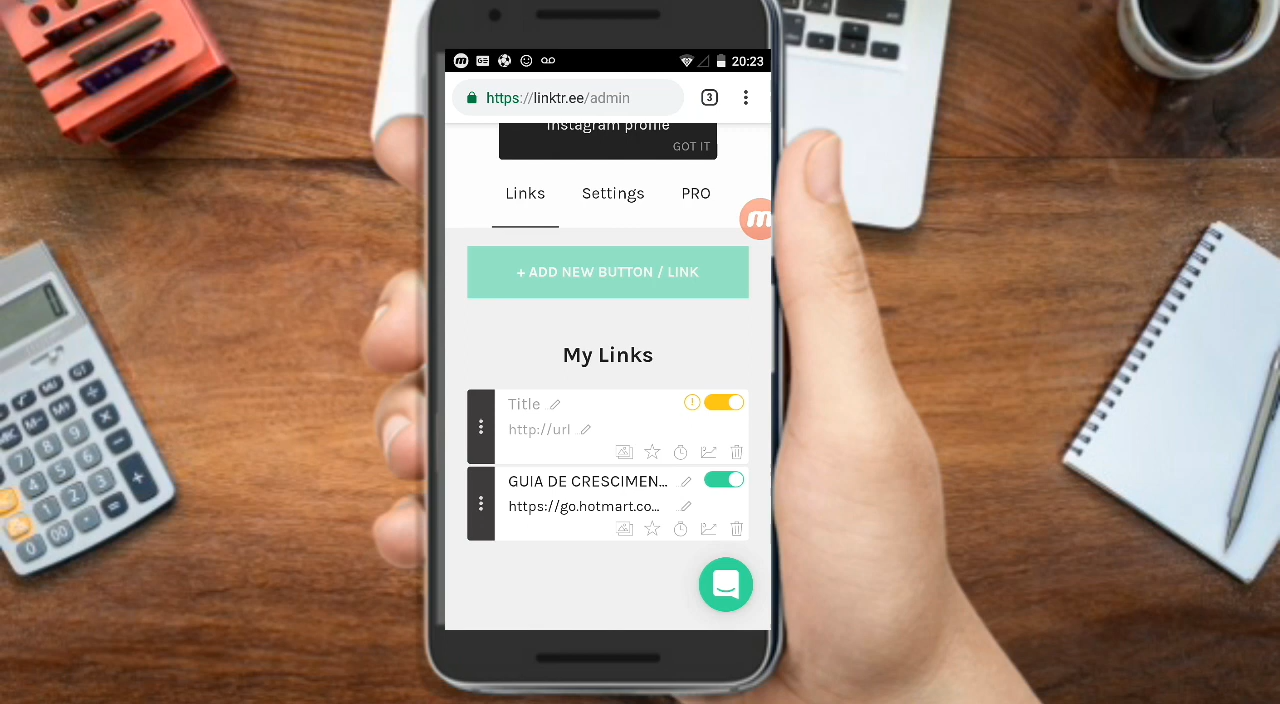 20:23
https://linktr.ee/admin
3
Instagram profile
GOT IT
Links Settings PRO
+ ADD NEW BUTTON / LINK
My Links
Title
http://url
GUIA DE CRESCIMEN...
https://go.hotmart.co...